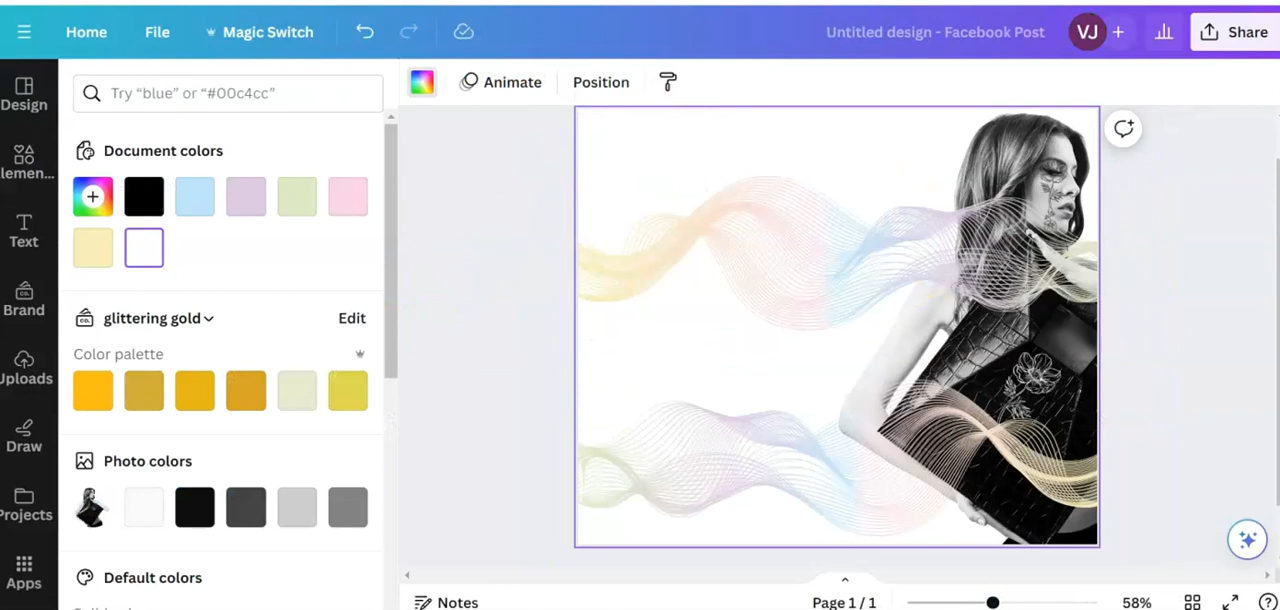 Home File Magic Switch Untitled design - Facebook Post VJ + Share
Try “blue” or “#00c4cc”
Animate Position
Design
Document colors
lemen...
Text
glittering gold Edit
Brand
Color palette
Uploads
Draw
Photo colors
Projects
Apps
Default colors
Notes Page 1 / 1 58%